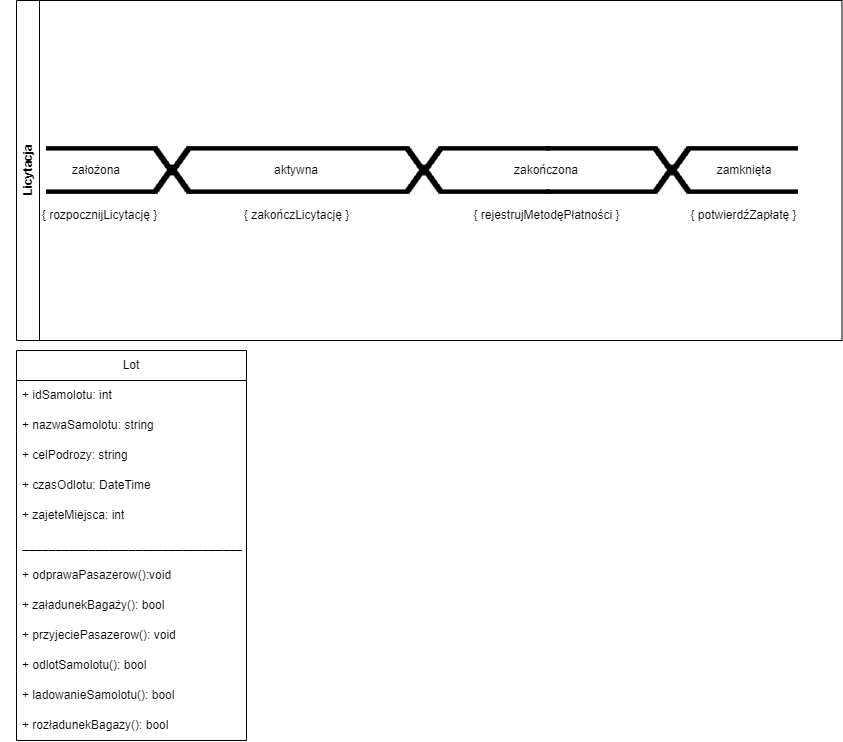 Licytacja
założona
aktywna
zakończona
zamknięta
{ rozpocznijLicytację }
{ zakończLicytację }
{ rejestrujMetodęPłatności }
{ potwierdźZapłatę }
Lot
+ idSamolotu: int
+ nazwaSamolotu: string
+ celPodrozy: string
+ czasOdlotu: DateTime
+ zajeteMiejsca: int
+ odprawaPasazerow():void
+ załadunekBagaży(): bool
+ przyjeciePasazerow(): void
+ odlotSamolotu(): bool
+ ladowanieSamolotu(): bool
+ rozładunekBagazy(): bool